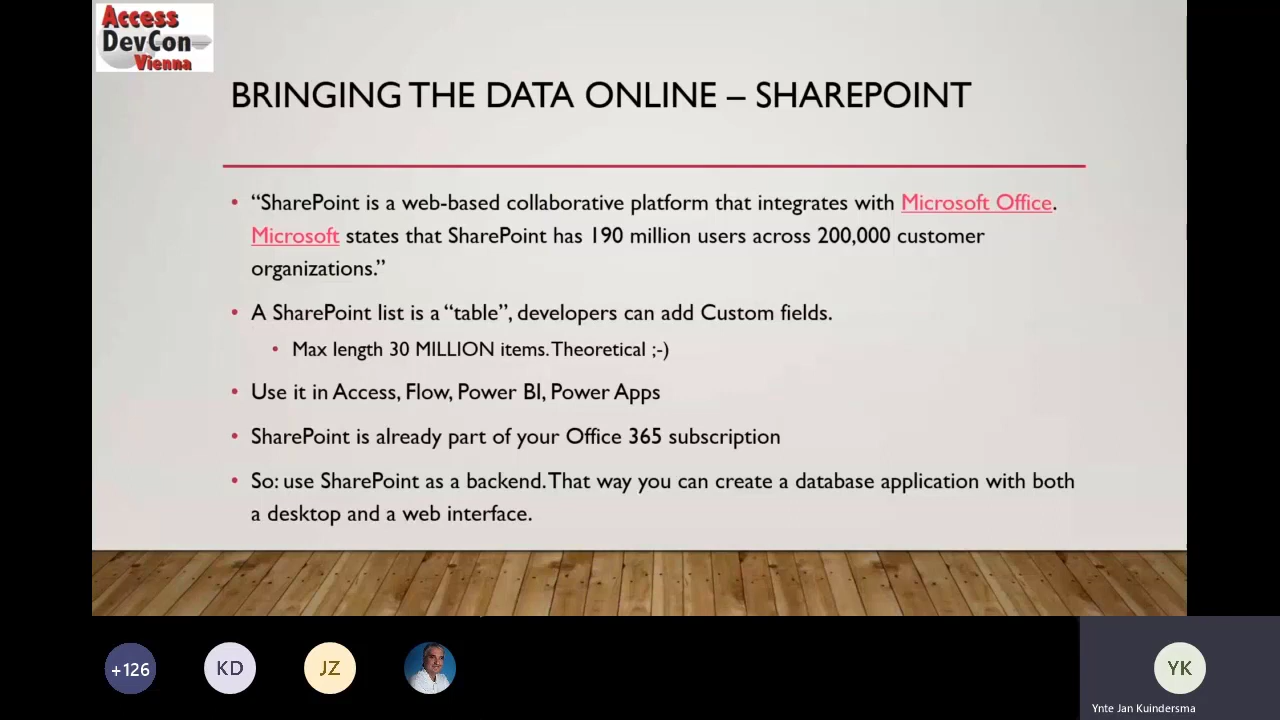 Access
DevCon
Vienna
BRINGING THE DATA ONLINE – SHAREPOINT
• “SharePoint is a web-based collaborative platform that integrates with Microsoft Office.
Microsoft states that SharePoint has 190 million users across 200,000 customer
organizations.”
• A SharePoint list is a “table”, developers can add Custom fields.
• Max length 30 MILLION items. Theoretical ;-)
• Use it in Access, Flow, Power BI, Power Apps
• SharePoint is already part of your Office 365 subscription
• So: use SharePoint as a backend. That way you can create a database application with both
a desktop and a web interface.
+126
KD
JZ
YK
Ynte Jan Kuindersma